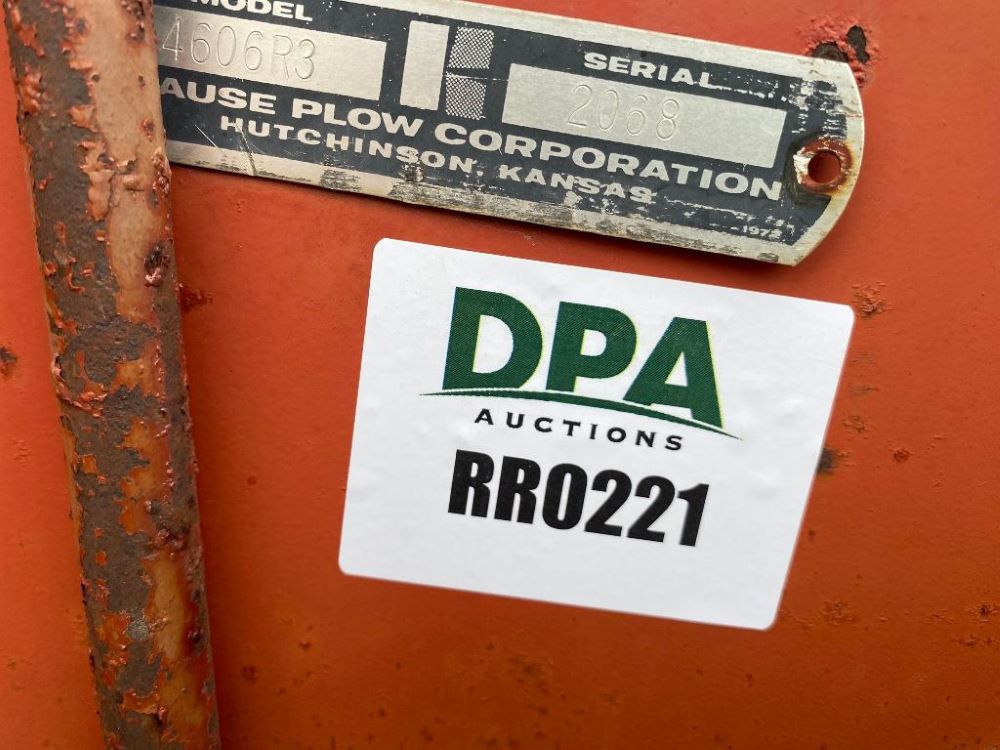 MODEL
4606R3
SERIAL
2068
AUSE PLOW CORPORATION
HUTCHINSON, KANSAS
DPA
AUCTIONS
RR0221